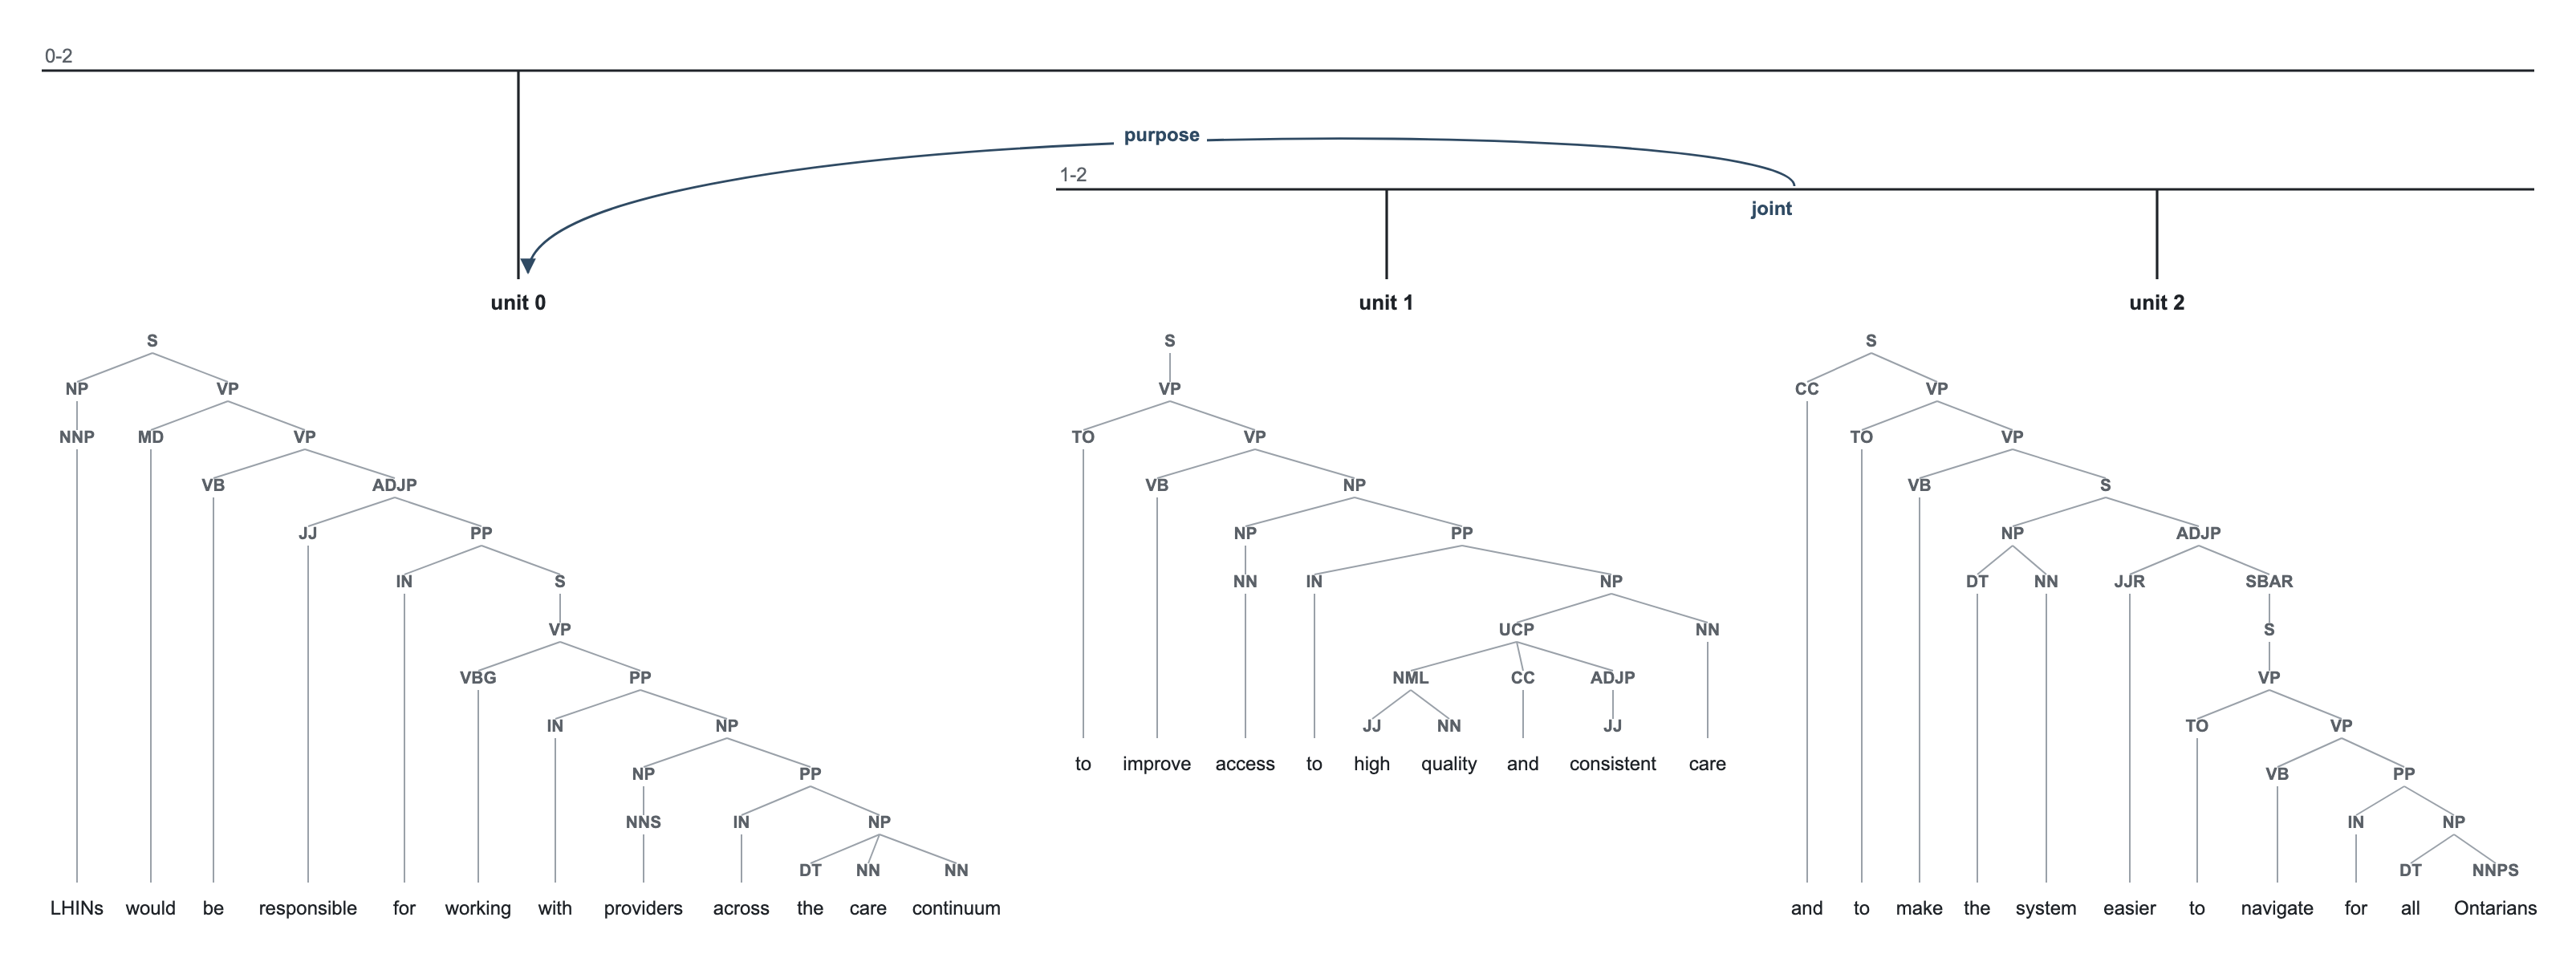 0-2
purpose
1-2
joint
unit 0 unit 1 unit 2
S S S
NP VP VP CC VP
NNP MD VP TO VP TO VP
VB ADJP VB NP VB S
JJ PP NP PP NP ADJP
IN S NN IN NP DT NN JJR SBAR
VP UCP NN S
VBG PP NML CC ADJP VP
IN NP JJ NN JJ TO VP
to improve access to high quality and consistent care
NP PP VB PP
NNS IN NP IN NP
DT NN NN DT NNPS
LHINs would be responsible for working with providers across the care continuum and to make the system easier to navigate for all Ontarians